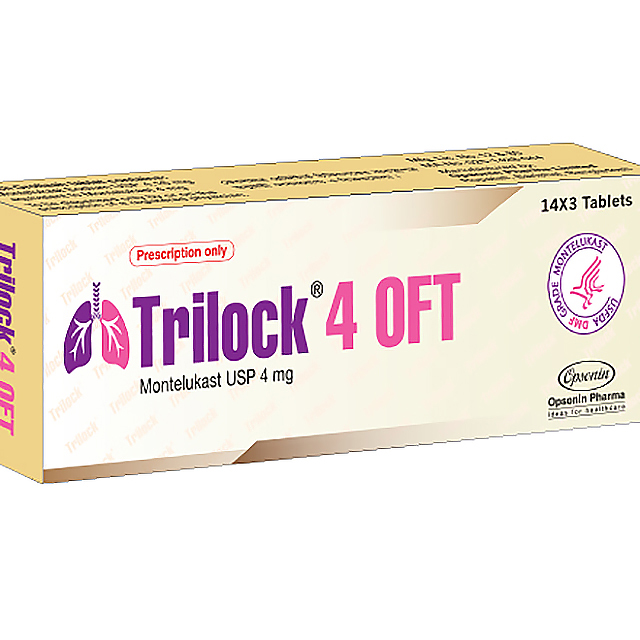 14X3 Tablets
Prescription only
Trilock® 4 OFT
Montelukast USP 4 mg
USFDA DMF GRADE MONTELUKAST
Opsonin
Opsonin Pharma
Ideas for healthcare
Trilock® 4 OFT